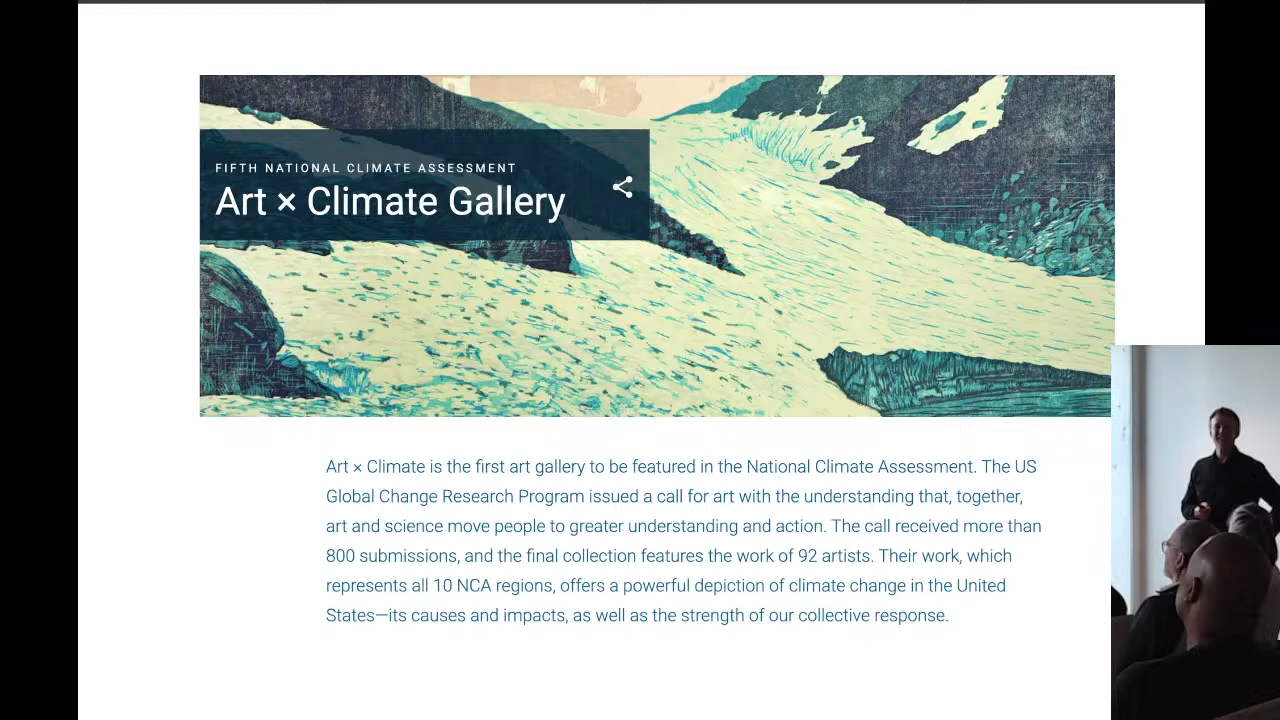 FIFTH NATIONAL CLIMATE ASSESSMENT
Art × Climate Gallery
Art × Climate is the first art gallery to be featured in the National Climate Assessment. The US
Global Change Research Program issued a call for art with the understanding that, together,
art and science move people to greater understanding and action. The call received more than
800 submissions, and the final collection features the work of 92 artists. Their work, which
represents all 10 NCA regions, offers a powerful depiction of climate change in the United
States—its causes and impacts, as well as the strength of our collective response.